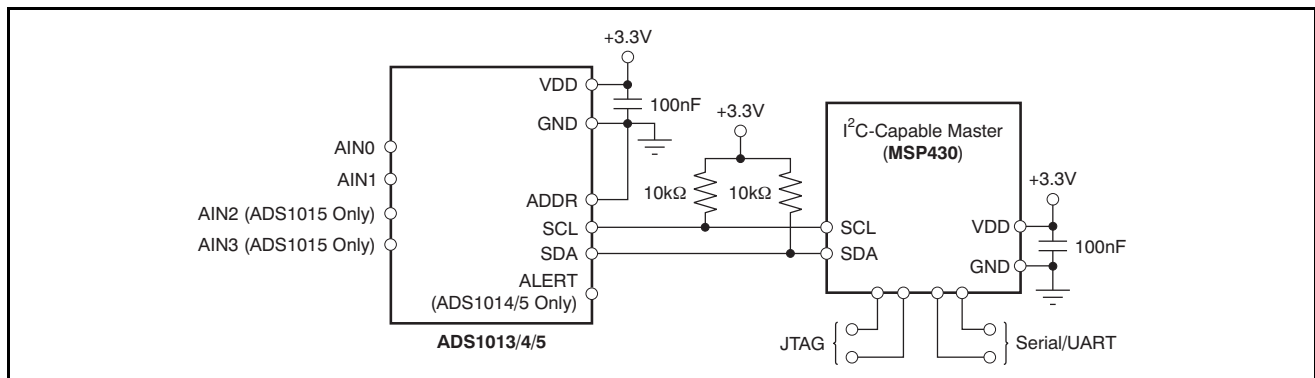 +3.3V
VDD
100nF
GND
AIN0
AIN1
AIN2 (ADS1015 Only)
AIN3 (ADS1015 Only)
ADDR
SCL
SDA
ALERT
(ADS1014/5 Only)
ADS1013/4/5
+3.3V
10kΩ
10kΩ
I²C-Capable Master
(MSP430)
SCL
SDA
+3.3V
VDD
100nF
GND
JTAG
Serial/UART